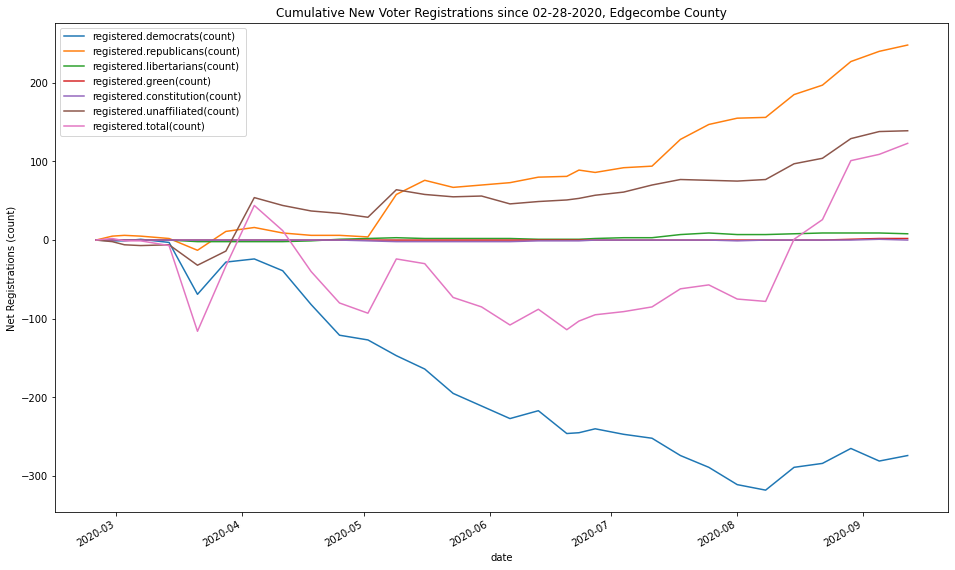 Cumulative New Voter Registrations since 02-28-2020, Edgecombe County
registered.democrats(count)
registered.republicans(count)
registered.libertarians(count)
registered.green(count)
registered.constitution(count)
registered.unaffiliated(count)
registered.total(count)
Net Registrations (count)
200
100
0
−100
−200
−300
2020-03
2020-04
2020-05
2020-06
2020-07
2020-08
2020-09
date